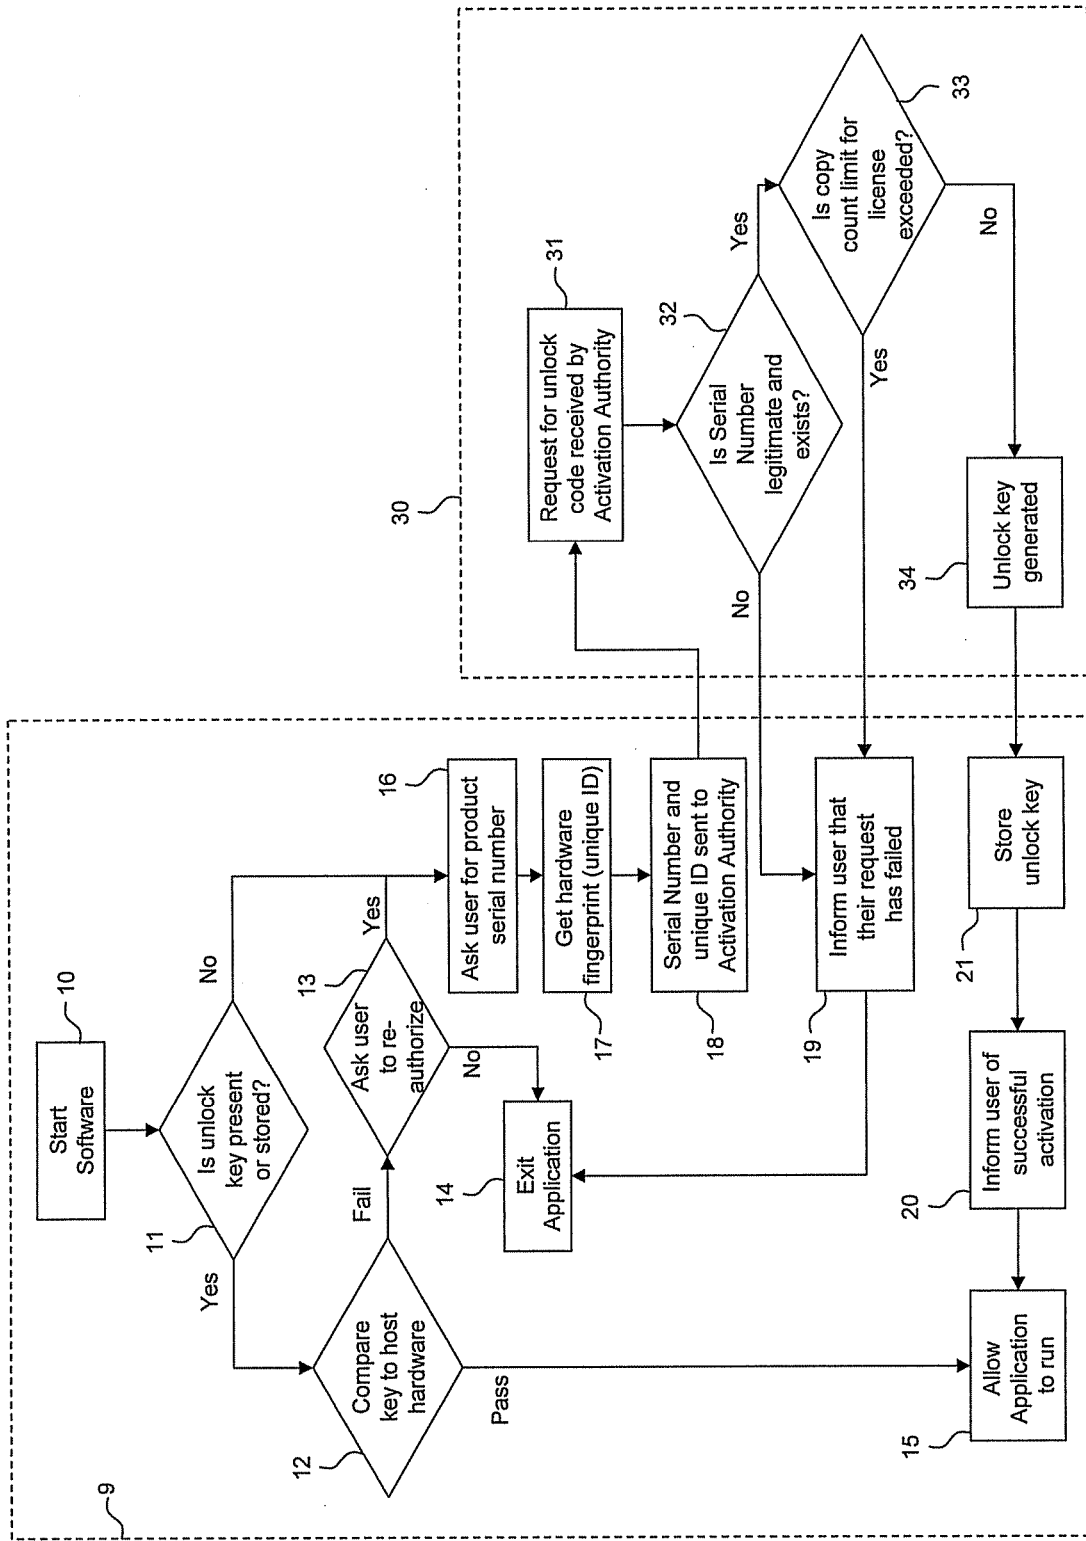 9
10
Start
Software
11
Is unlock
key present
or stored?
Yes
No
12
Compare
key to host
hardware
Fail
Pass
13
Ask user
to re-
authorize
Yes
No
14
Exit
Application
16
Ask user for product
serial number
17
Get hardware
fingerprint (unique ID)
18
Serial Number and
unique ID sent to
Activation Authority
19
Inform user that
their request
has failed
15
Allow
Application
to run
20
Inform user of
successful
activation
21
Store
unlock key
30
31
Request for unlock
code received by
Activation Authority
32
Is Serial
Number
legitimate and
exists?
No
Yes
33
Is copy
count limit for
license
exceeded?
Yes
No
34
Unlock key
generated